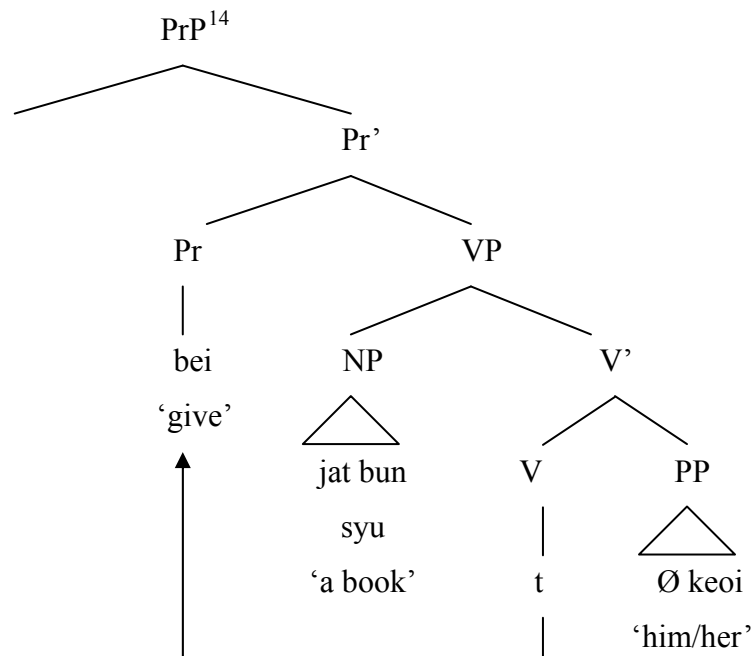 PrP14
Pr’
Pr VP
bei NP V’
‘give’
jat bun V PP
syu
‘a book’ t Ø keoi
‘him/her’